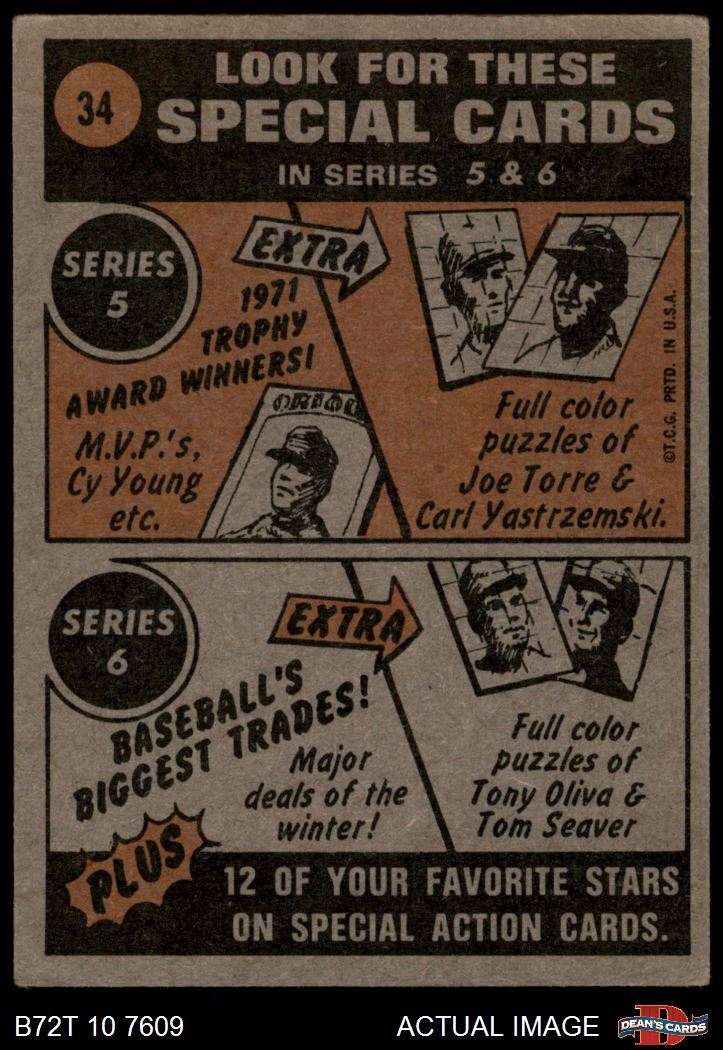 34
LOOK FOR THESE
SPECIAL CARDS
IN SERIES 5 & 6
SERIES
5
EXTRA
1971
TROPHY
AWARD WINNERS!
M.V.P.'s,
Cy Young
etc.
ORIOL
Full color
puzzles of
Joe Torre &
Carl Yastrzemski.
©T.C.G. PRTD. IN U.S.A.
SERIES
6
EXTRA
BASEBALL'S
BIGGEST TRADES!
Major
deals of the
winter!
Full color
puzzles of
Tony Oliva &
Tom Seaver
PLUS
12 OF YOUR FAVORITE STARS
ON SPECIAL ACTION CARDS.
B72T 10 7609
ACTUAL IMAGE
D
DEAN'S CARDS